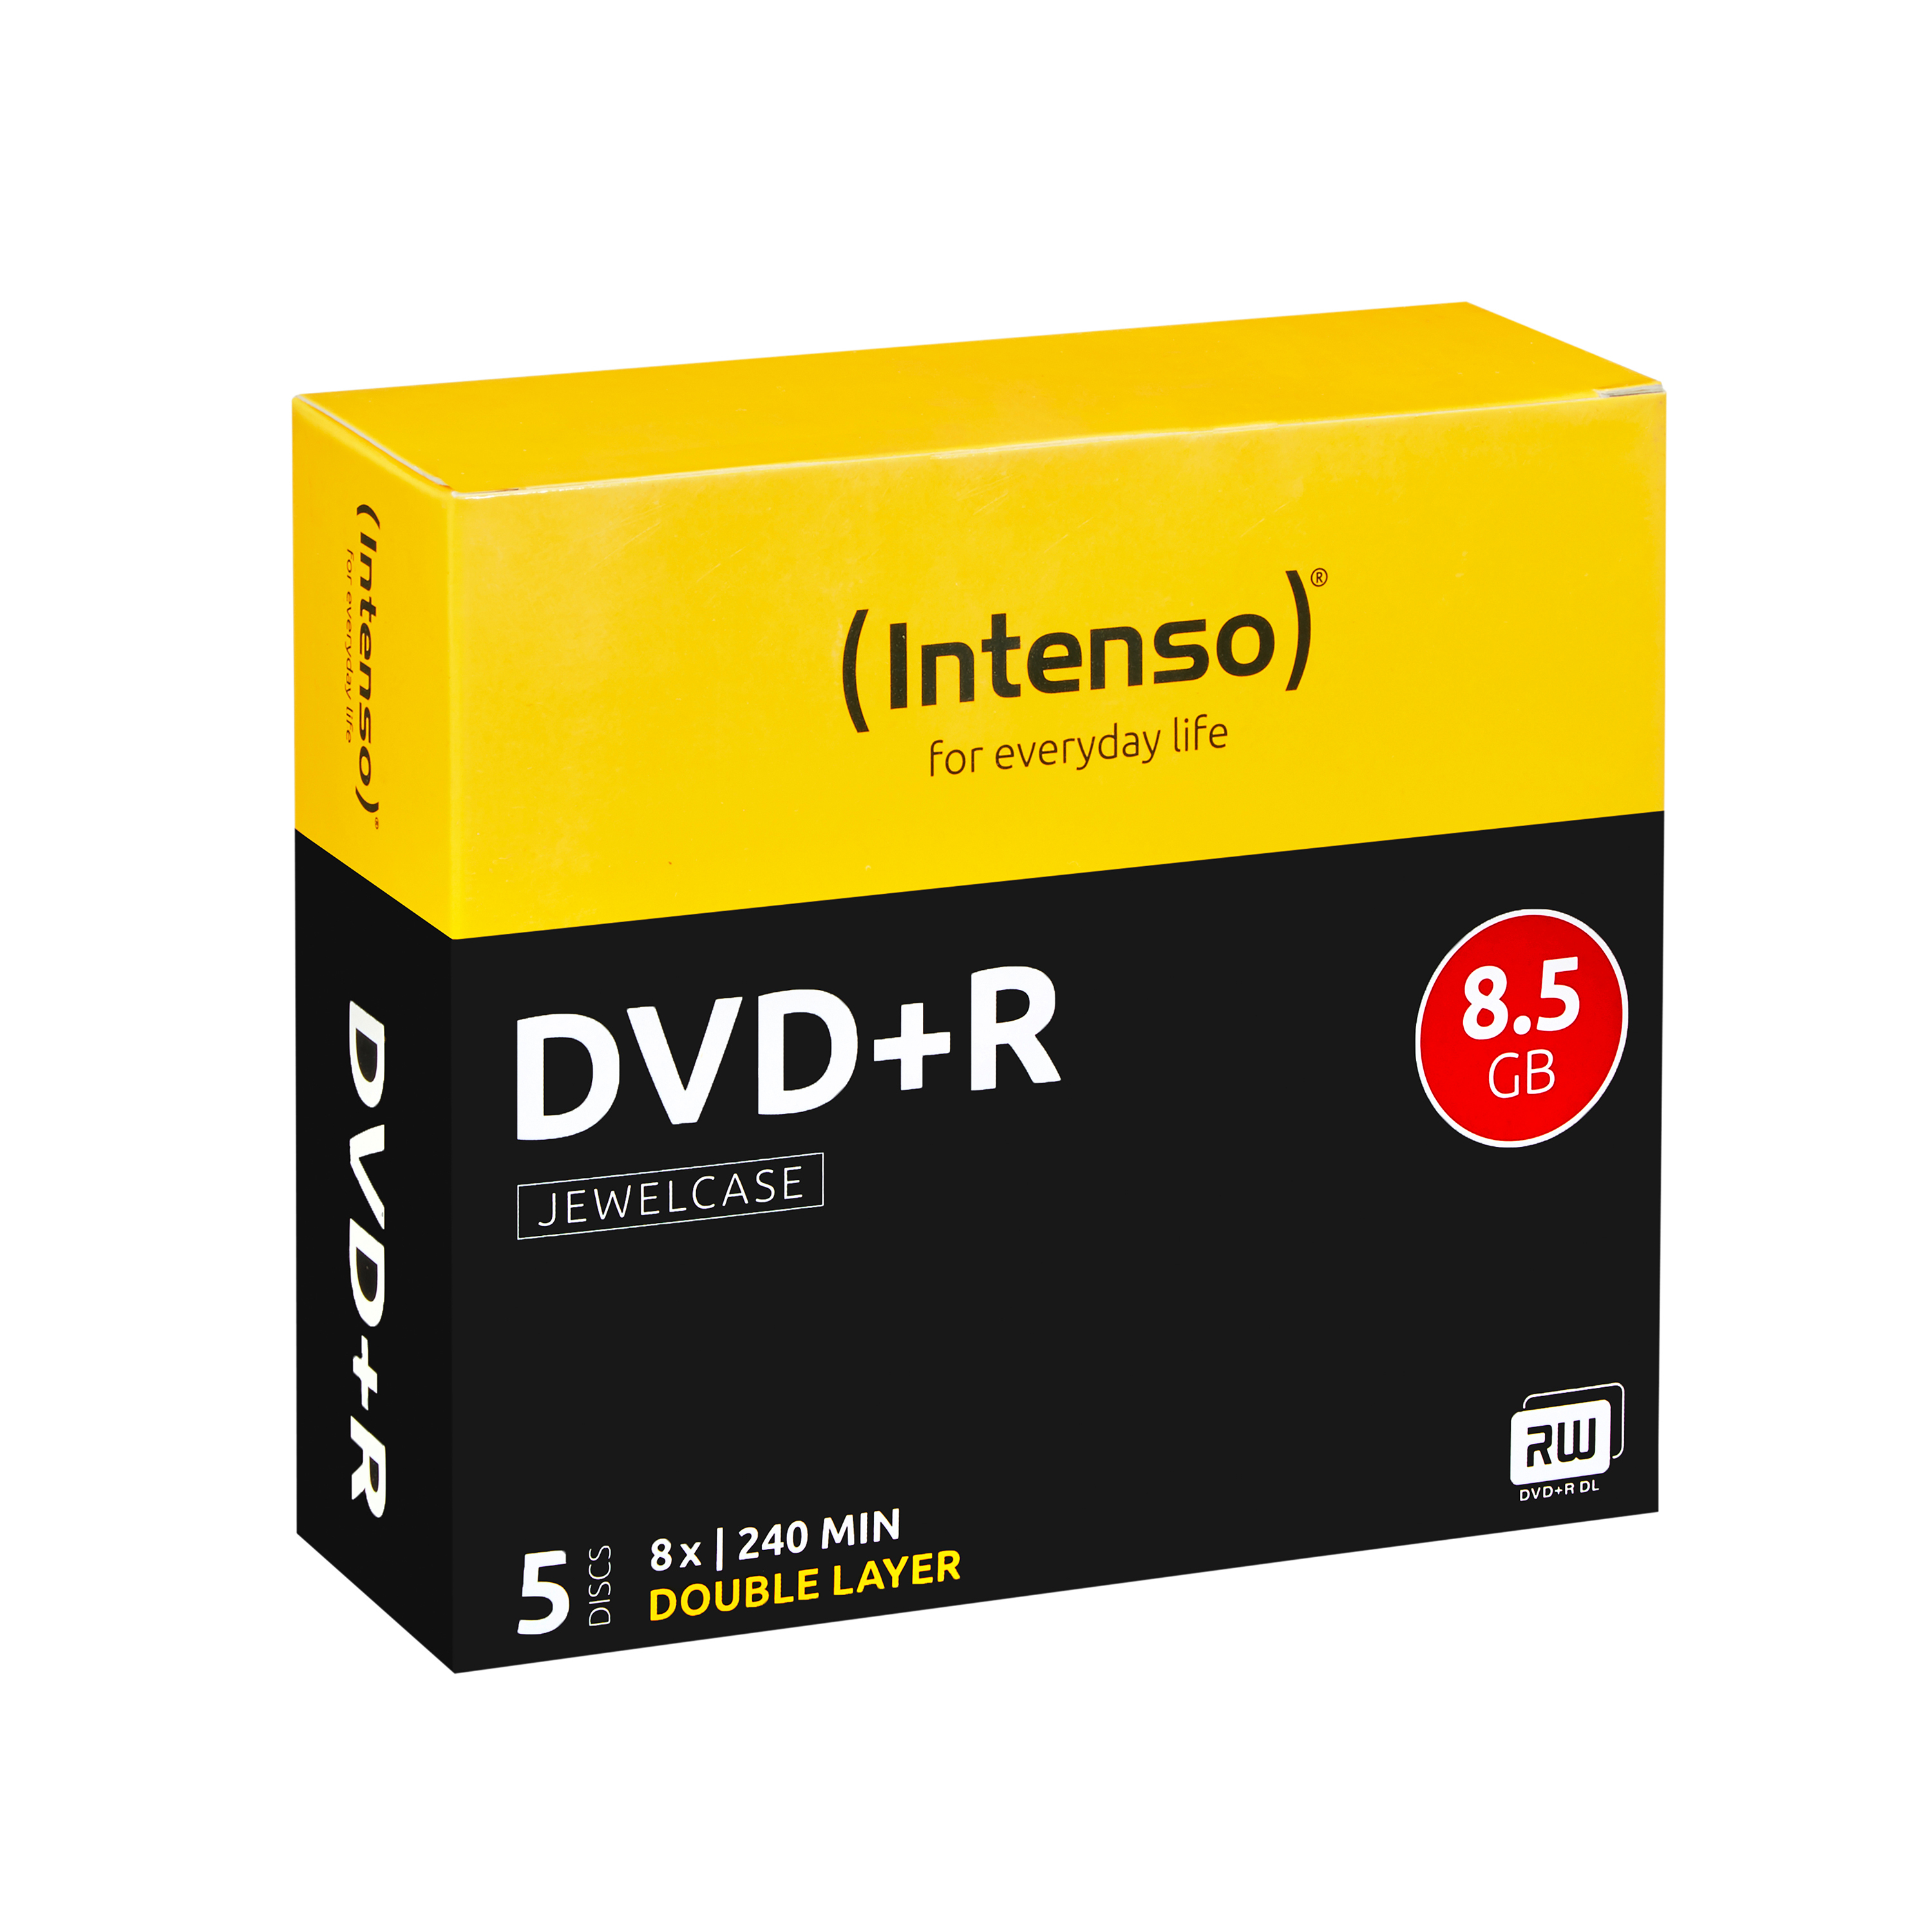 (Intenso)®
for everyday life
(Intenso)®
for everyday life
DVD+R
DVD+R
JEWELCASE
8.5
GB
RW
DVD+R DL
5 DISCS
8x | 240 MIN
DOUBLE LAYER